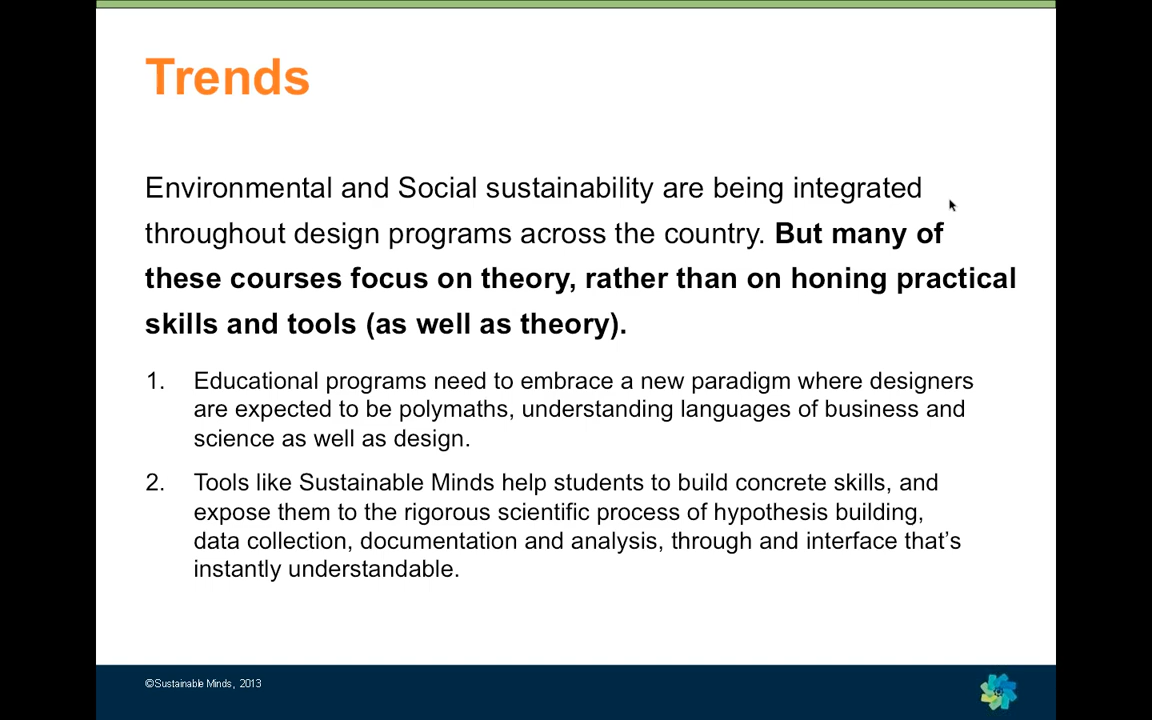 Trends
Environmental and Social sustainability are being integrated
throughout design programs across the country. But many of
these courses focus on theory, rather than on honing practical
skills and tools (as well as theory).
1. Educational programs need to embrace a new paradigm where designers
are expected to be polymaths, understanding languages of business and
science as well as design.
2. Tools like Sustainable Minds help students to build concrete skills, and
expose them to the rigorous scientific process of hypothesis building,
data collection, documentation and analysis, through and interface that’s
instantly understandable.
©Sustainable Minds, 2013